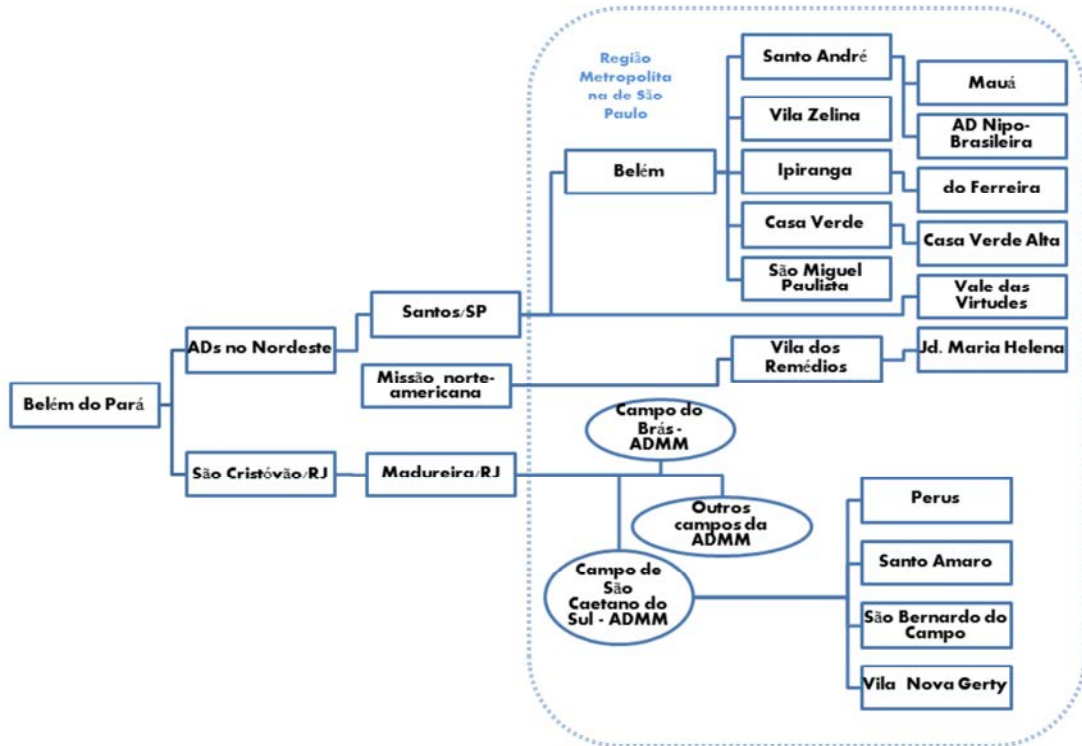 Região
Metropolita
na de São
Paulo
Santo André
Mauá
Vila Zelina
AD Nipo-
Brasileira
Belém
Ipiranga
do Ferreira
Casa Verde
Casa Verde Alta
São Miguel
Paulista
Vale das
Virtudes
Santos/SP
ADs no Nordeste
Vila dos
Remédios
Jd. Maria Helena
Missão norte-
americana
Belém do Pará
Campo do
Brás -
ADMM
São Cristóvão/RJ
Madureira/RJ
Outros
campos da
ADMM
Perus
Campo de
São
Caetano do
Sul - ADMM
Santo Amaro
São Bernardo do
Campo
Vila Nova Gerty